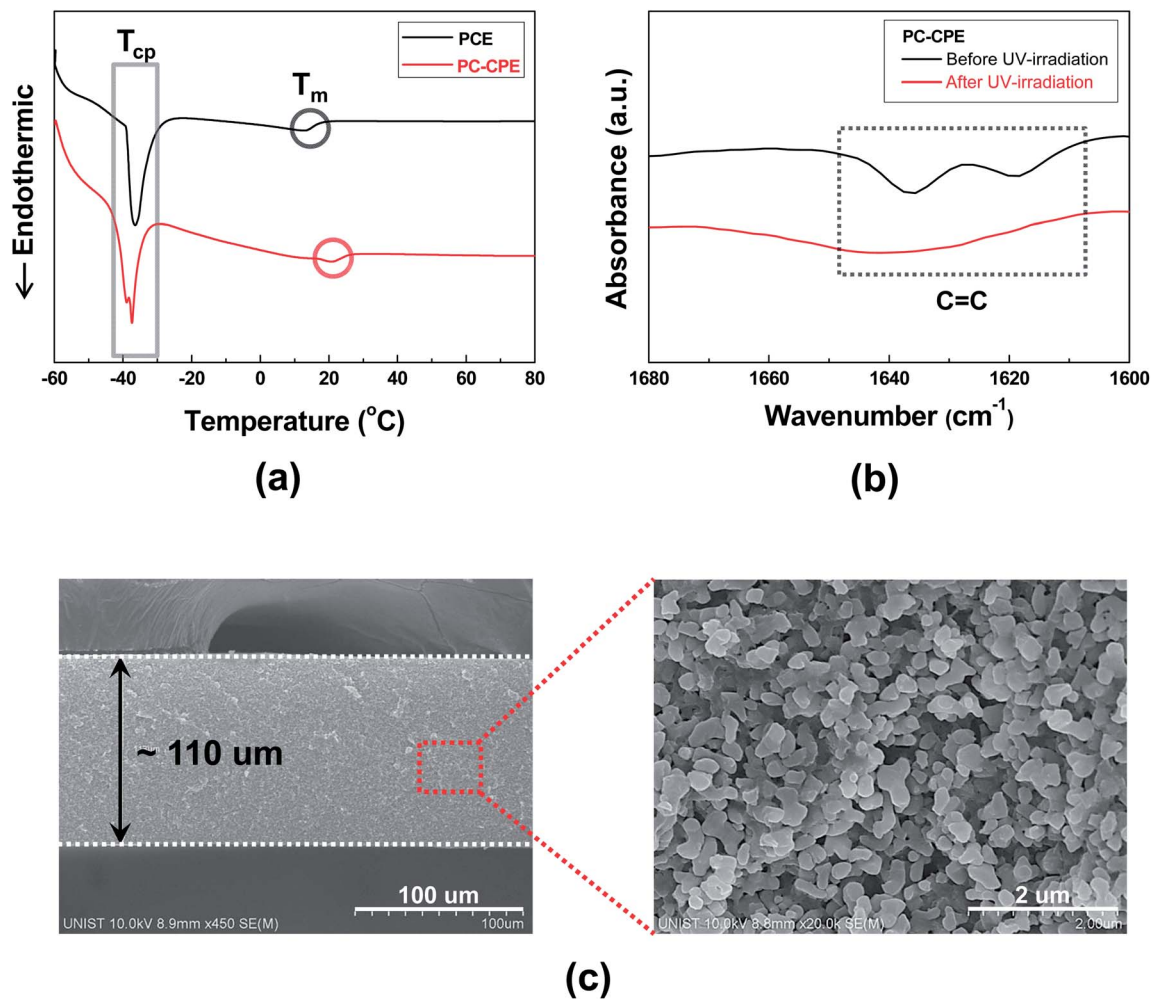 PCE
PC-CPE
T_cp
T_m
← Endothermic
-60 -40 -20 0 20 40 60 80
Temperature (°C)
(a)
PC-CPE
Before UV-irradiation
After UV-irradiation
Absorbance (a.u.)
C=C
1680 1660 1640 1620 1600
Wavenumber (cm⁻¹)
(b)
~ 110 um
100 um
UNIST 10.0kV 8.9mm x450 SE(M)
100um
2 um
UNIST 10.0kV 8.8mm x20.0k SE(M)
2.00um
(c)